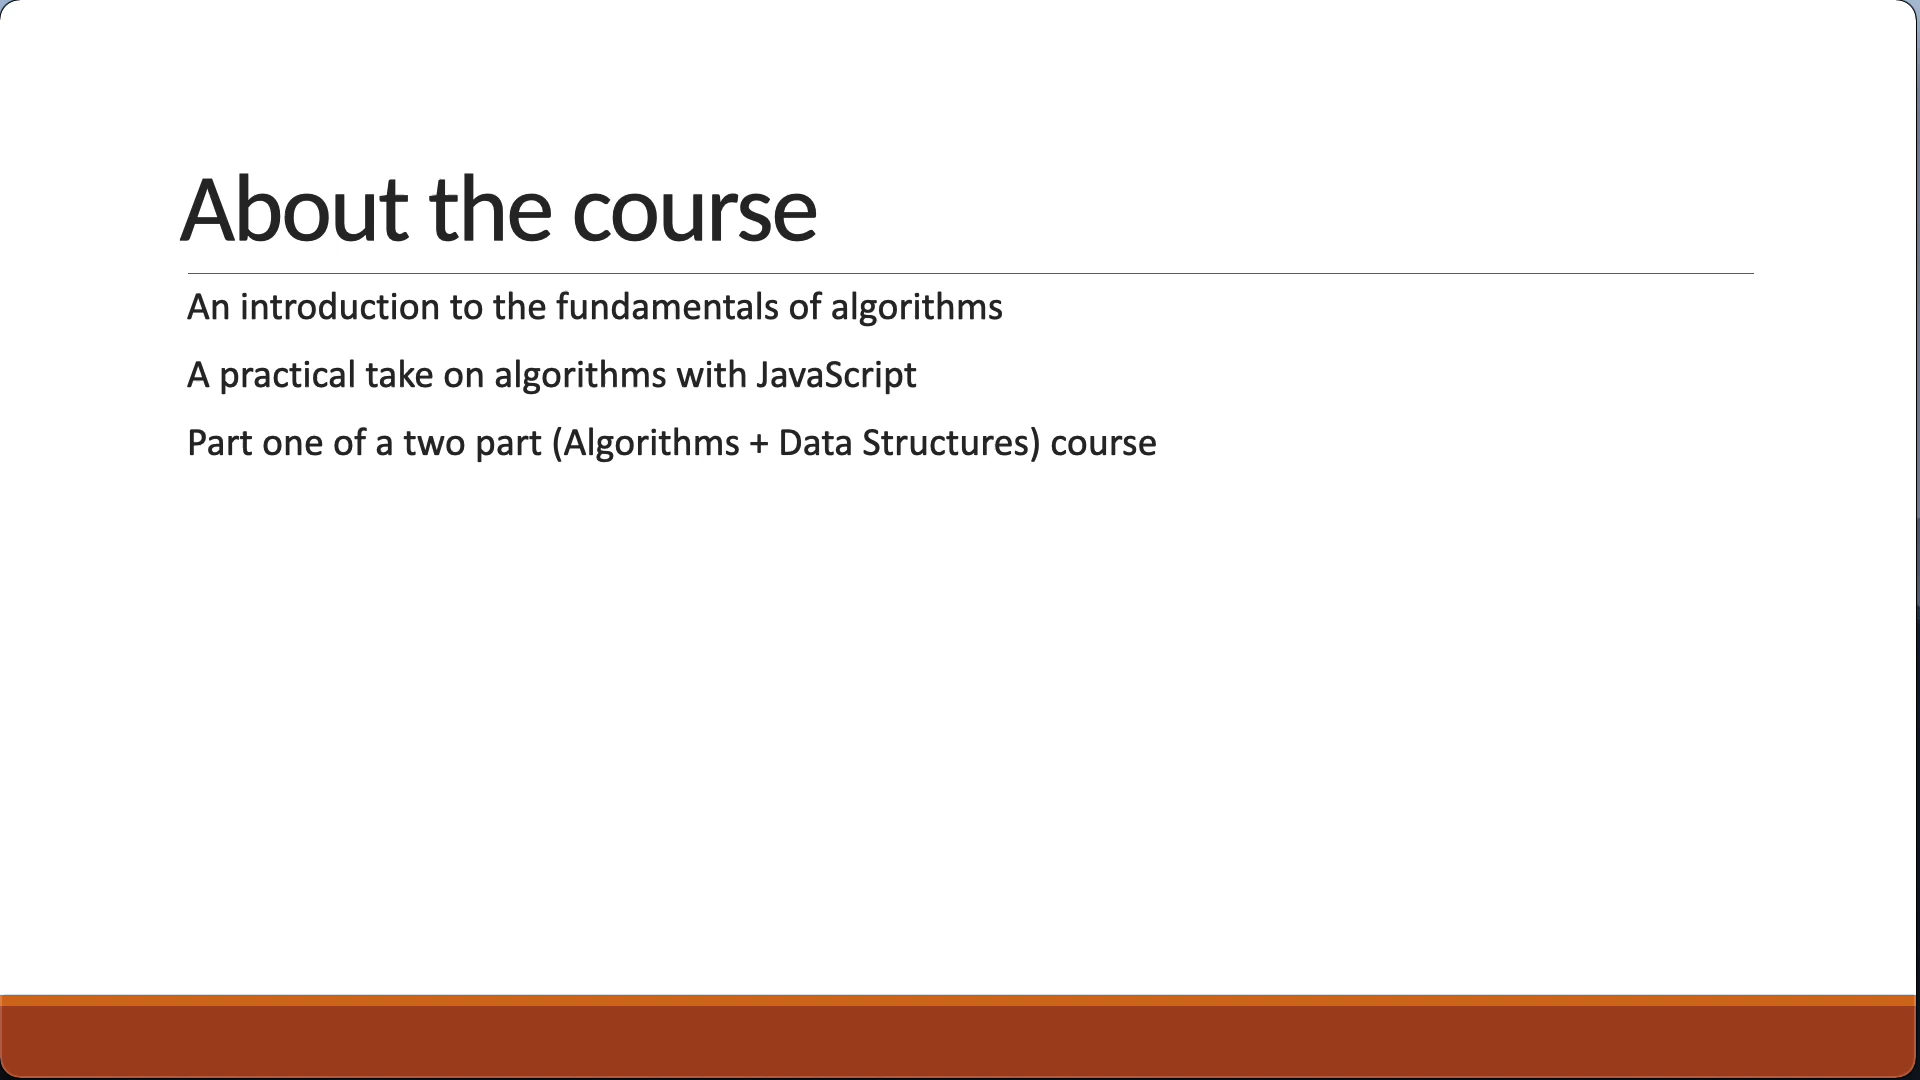 About the course
An introduction to the fundamentals of algorithms
A practical take on algorithms with JavaScript
Part one of a two part (Algorithms + Data Structures) course